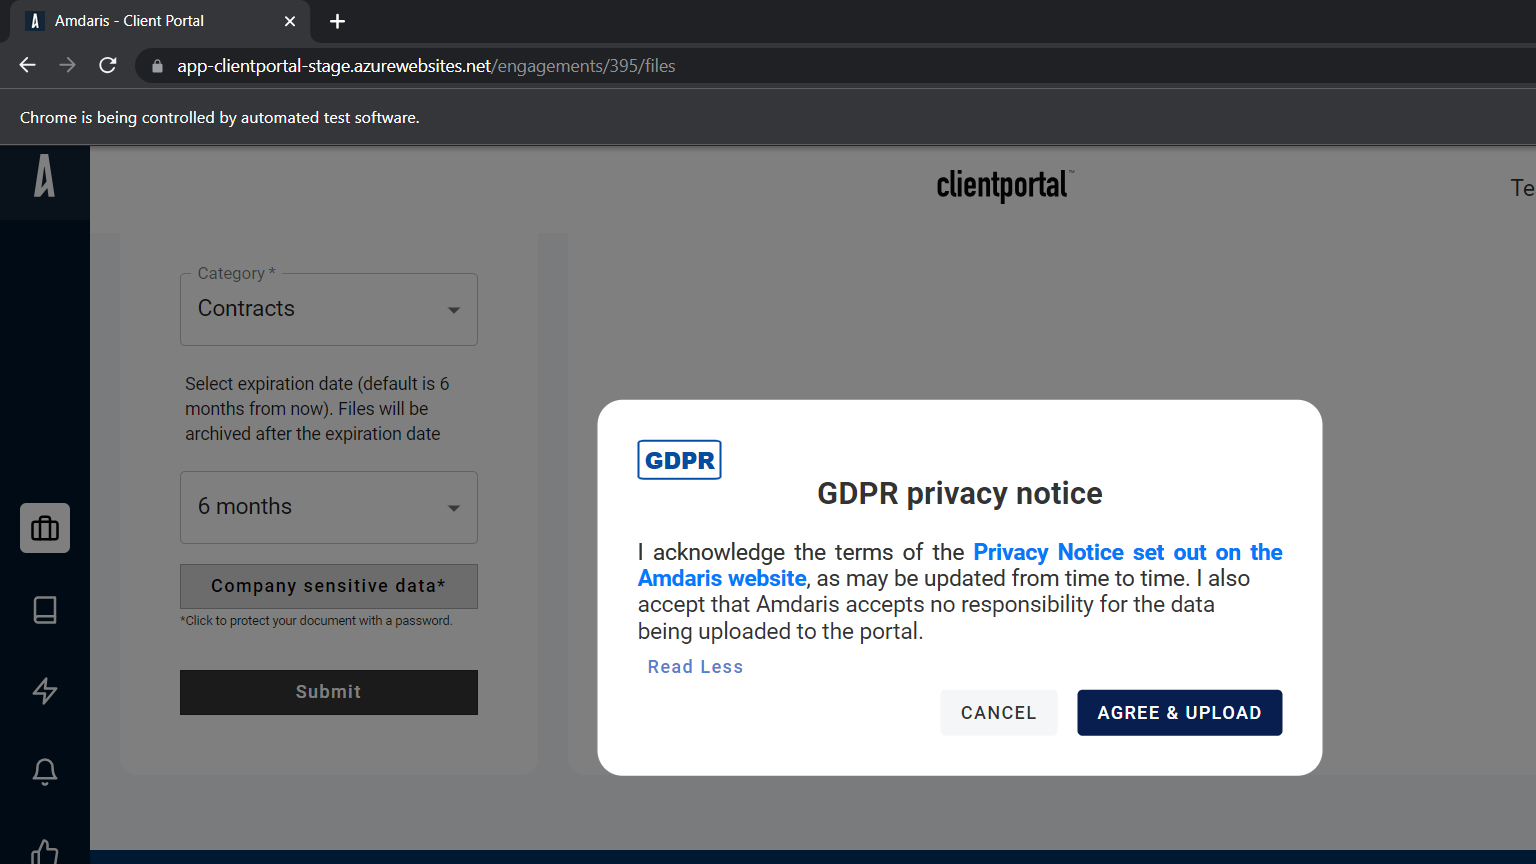 Amdaris - Client Portal
app-clientportal-stage.azurewebsites.net/engagements/395/files
Chrome is being controlled by automated test software.
clientportal™
Te
Category *
Contracts
Select expiration date (default is 6
months from now). Files will be
archived after the expiration date
6 months
Company sensitive data*
*Click to protect your document with a password.
Submit
GDPR
GDPR privacy notice
I acknowledge the terms of the Privacy Notice set out on the
Amdaris website, as may be updated from time to time. I also
accept that Amdaris accepts no responsibility for the data
being uploaded to the portal.
Read Less
CANCEL
AGREE & UPLOAD